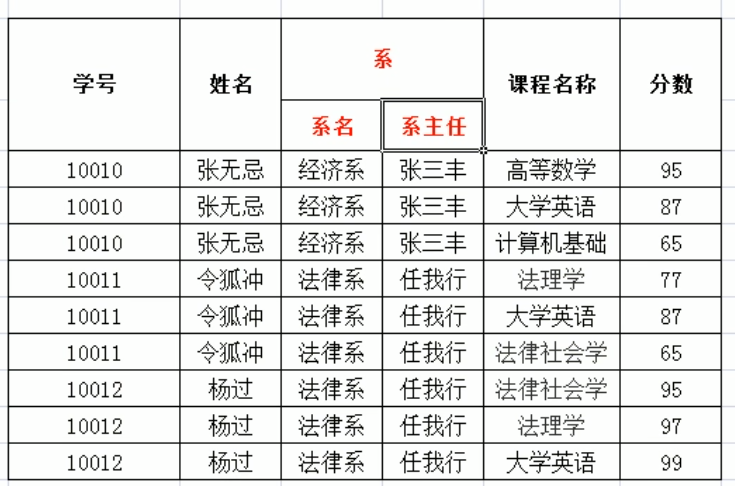 学号 姓名 系 课程名称 分数
系名 系主任
10010 张无忌 经济系 张三丰 高等数学 95
10010 张无忌 经济系 张三丰 大学英语 87
10010 张无忌 经济系 张三丰 计算机基础 65
10011 令狐冲 法律系 任我行 法理学 77
10011 令狐冲 法律系 任我行 大学英语 87
10011 令狐冲 法律系 任我行 法律社会学 65
10012 杨过 法律系 任我行 法律社会学 95
10012 杨过 法律系 任我行 法理学 97
10012 杨过 法律系 任我行 大学英语 99